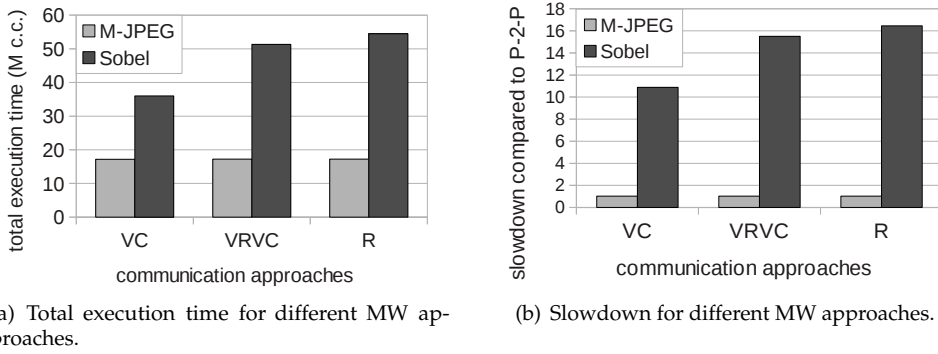 60
50
40
30
20
10
0
total execution time (M c.c.)
M-JPEG
Sobel
VC VRVC R
communication approaches
a) Total execution time for different MW ap-
proaches.
18
16
14
12
10
8
6
4
2
0
slowdown compared to P-2-P
M-JPEG
Sobel
VC VRVC R
communication approaches
(b) Slowdown for different MW approaches.